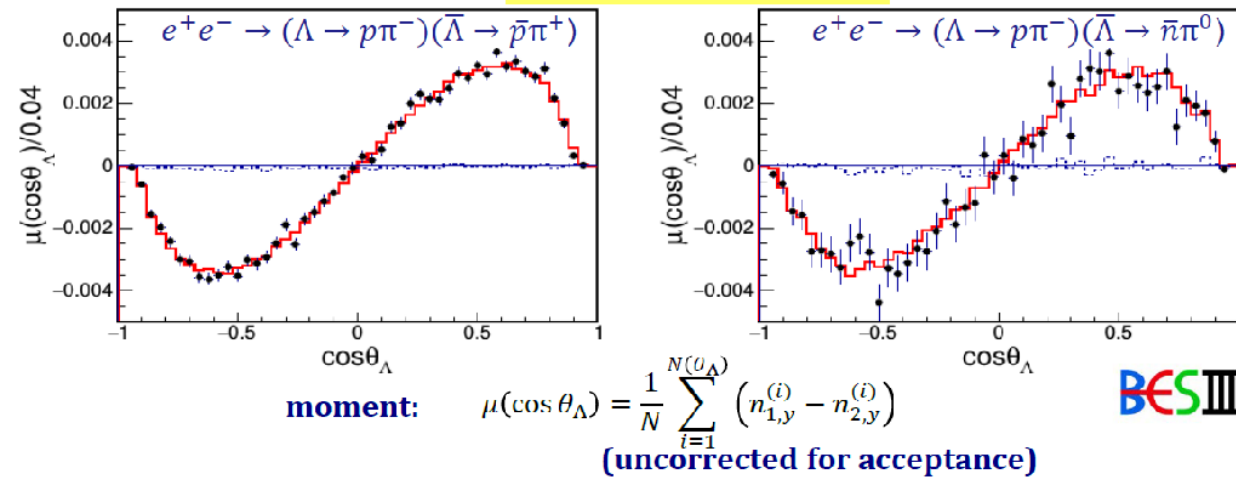 e⁺e⁻ → (Λ → pπ⁻)(Λ̄ → p̄π⁺)
0.004
0.002
0
−0.002
−0.004
μ(cosθ_Λ)/0.04
−1 −0.5 0 0.5 1
cosθ_Λ
e⁺e⁻ → (Λ → pπ⁻)(Λ̄ → n̄π⁰)
0.004
0.002
0
−0.002
−0.004
μ(cosθ_Λ)/0.04
−1 −0.5 0 0.5
cosθ_Λ
moment: μ(cos θ_Λ) = 1/N ∑_{i=1}^{N(θ_Λ)} (n_{1,y}^{(i)} − n_{2,y}^{(i)})
BESIII
(uncorrected for acceptance)